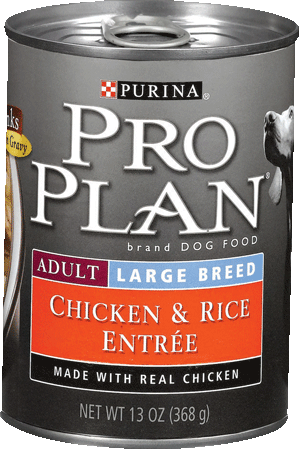 PURINA®
PRO
PLAN®
brand DOG FOOD
ADULT LARGE BREED
CHICKEN & RICE
ENTRÉE
MADE WITH REAL CHICKEN
NET WT 13 OZ (368 g)
Gravy